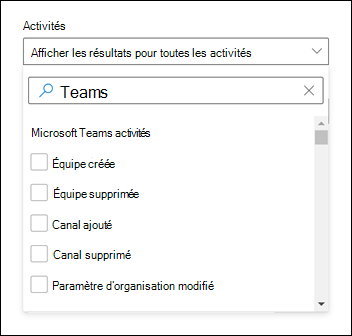 Activités
Afficher les résultats pour toutes les activités
Teams
Microsoft Teams activités
Équipe créée
Équipe supprimée
Canal ajouté
Canal supprimé
Paramètre d'organisation modifié